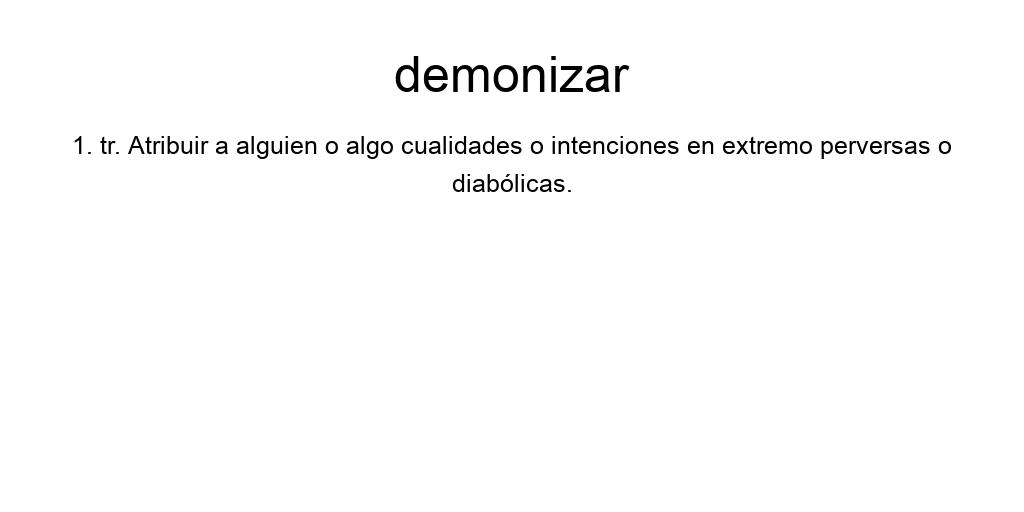 demonizar
1. tr. Atribuir a alguien o algo cualidades o intenciones en extremo perversas o
diabólicas.